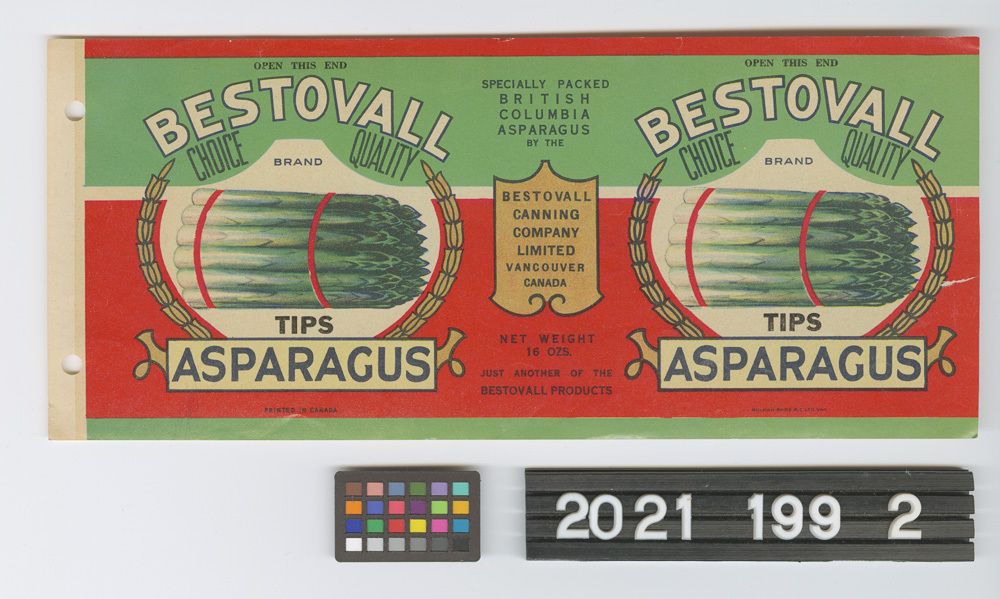 OPEN THIS END
BESTOVALL
CHOICE QUALITY
BRAND
TIPS
ASPARAGUS
PRINTED IN CANADA
SPECIALLY PACKED
BRITISH
COLUMBIA
ASPARAGUS
BY THE
BESTOVALL
CANNING
COMPANY
LIMITED
VANCOUVER
CANADA
NET WEIGHT
16 OZS.
JUST ANOTHER OF THE
BESTOVALL PRODUCTS
OPEN THIS END
BESTOVALL
CHOICE QUALITY
BRAND
TIPS
ASPARAGUS
2021 199 2